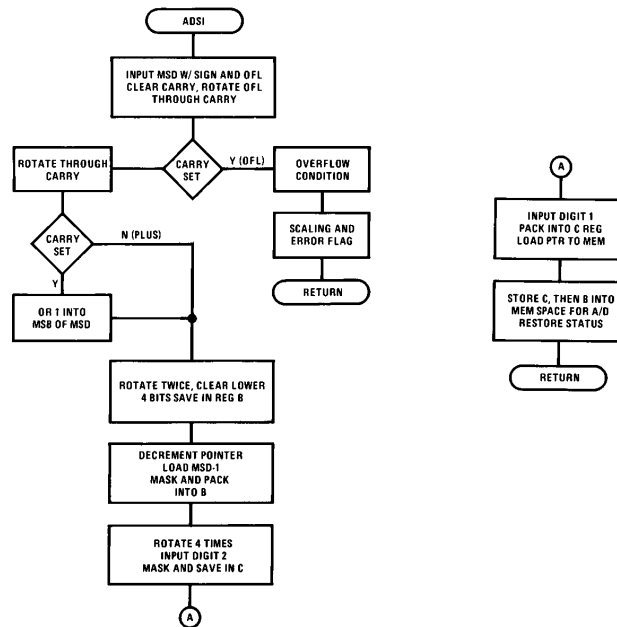 ADSI
INPUT MSD W/ SIGN AND OFL
CLEAR CARRY, ROTATE OFL
THROUGH CARRY
ROTATE THROUGH
CARRY
CARRY
SET
Y (OFL)
OVERFLOW
CONDITION
CARRY
SET
N (PLUS)
Y
SCALING AND
ERROR FLAG
RETURN
OR 1 INTO
MSB OF MSD
ROTATE TWICE, CLEAR LOWER
4 BITS SAVE IN REG B
DECREMENT POINTER
LOAD MSD-1
MASK AND PACK
INTO B
ROTATE 4 TIMES
INPUT DIGIT 2
MASK AND SAVE IN C
A
A
INPUT DIGIT 1
PACK INTO C REG
LOAD PTR TO MEM
STORE C, THEN B INTO
MEM SPACE FOR A/D
RESTORE STATUS
RETURN